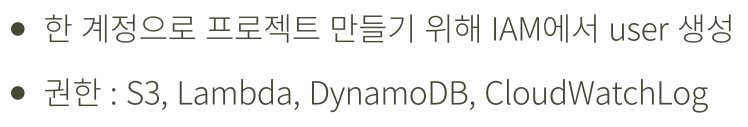 ● 한 계정으로 프로젝트 만들기 위해 IAM에서 user 생성
● 권한 : S3, Lambda, DynamoDB, CloudWatchLog